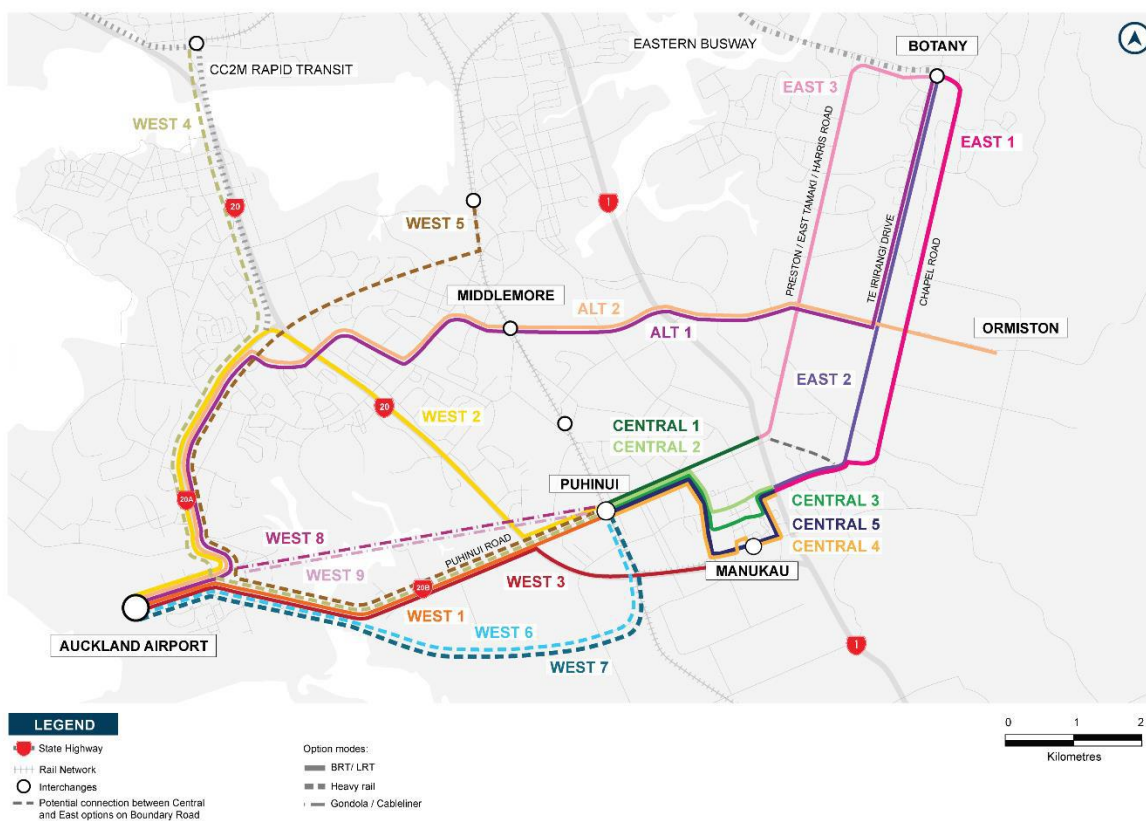 EASTERN BUSWAY
BOTANY
CC2M RAPID TRANSIT
EAST 3
WEST 4
EAST 1
20
1
WEST 5
PRESTON / EAST TAMAKI / HARRIS ROAD
TE IRIRANGI DRIVE
CHAPEL ROAD
MIDDLEMORE
ALT 2
ALT 1
ORMISTON
EAST 2
WEST 2
20
CENTRAL 1
CENTRAL 2
PUHINUI
20A
CENTRAL 3
CENTRAL 5
CENTRAL 4
WEST 8
WEST 9
PUHINUI ROAD
WEST 3
MANUKAU
20B
WEST 1
AUCKLAND AIRPORT
WEST 6
WEST 7
1
LEGEND
State Highway
Rail Network
Interchanges
Potential connection between Central
and East options on Boundary Road
Option modes:
BRT/ LRT
Heavy rail
Gondola / Cabieliner
0 1 2
Kilometres